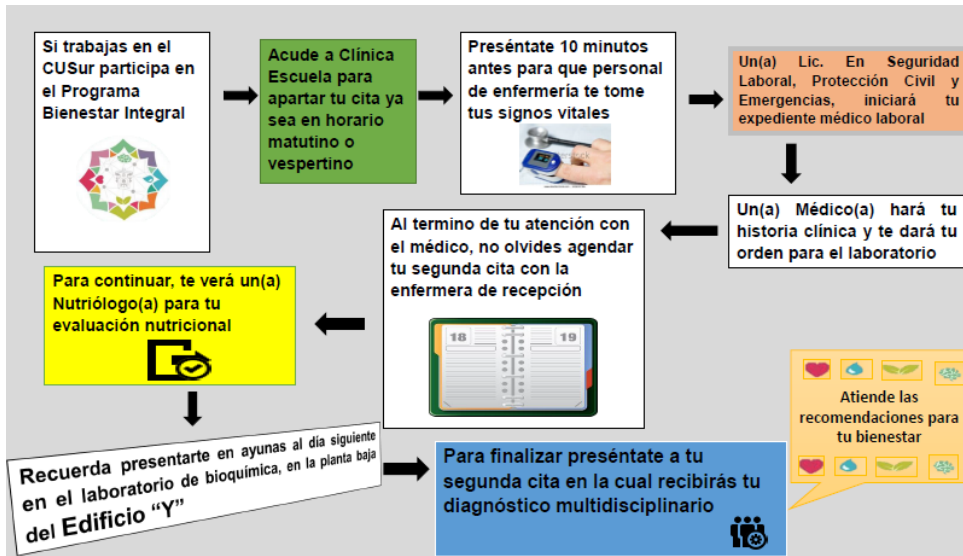 Si trabajas en el
CUSur participa en
el Programa
Bienestar Integral
Acude a Clínica
Escuela para
apartar tu cita ya
sea en horario
matutino o
vespertino
Preséntate 10 minutos
antes para que personal
de enfermería te tome
tus signos vitales
Un(a) Lic. En Seguridad
Laboral, Protección Civil y
Emergencias, iniciará tu
expediente médico laboral
Un(a) Médico(a) hará tu
historia clínica y te dará tu
orden para el laboratorio
Al termino de tu atención con
el médico, no olvides agendar
tu segunda cita con la
enfermera de recepción
18 19
Para continuar, te verá un(a)
Nutriólogo(a) para tu
evaluación nutricional
Recuerda presentarte en ayunas al día siguiente
en el laboratorio de bioquímica, en la planta baja
del Edificio “Y”
Para finalizar preséntate a tu
segunda cita en la cual recibirás tu
diagnóstico multidisciplinario
Atiende las
recomendaciones para
tu bienestar